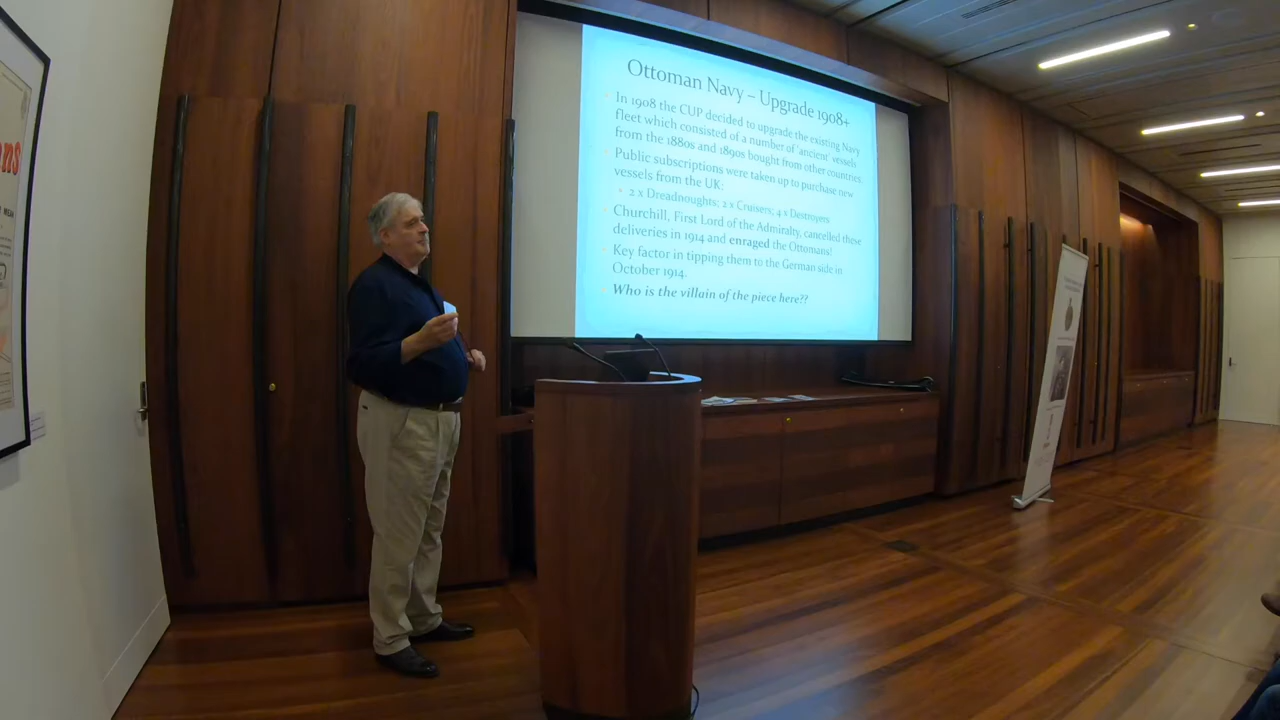 Ottoman Navy – Upgrade 1908+
In 1908 the CUP decided to upgrade the existing Navy
fleet which consisted of a number of 'ancient' vessels
from the 1880s and 1890s bought from other countries.
Public subscriptions were taken up to purchase new
vessels from the UK:
2 x Dreadnoughts; 2 x Cruisers; 4 x Destroyers
Churchill, First Lord of the Admiralty, cancelled these
deliveries in 1914 and enraged the Ottomans!
Key factor in tipping them to the German side in
October 1914.
Who is the villain of the piece here??